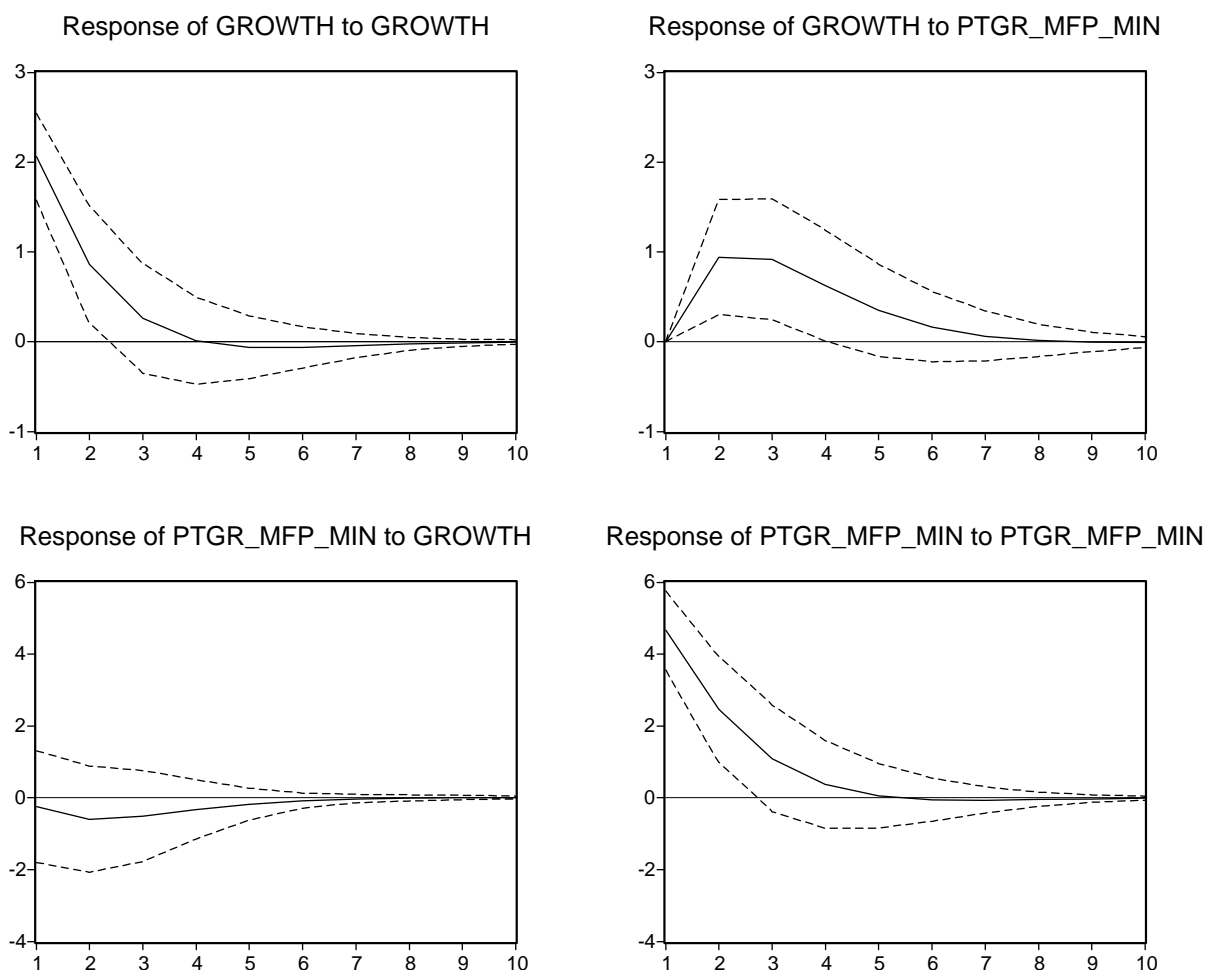 Response of GROWTH to GROWTH
3
2
1
0
-1
1 2 3 4 5 6 7 8 9 10
Response of GROWTH to PTGR_MFP_MIN
3
2
1
0
-1
1 2 3 4 5 6 7 8 9 10
Response of PTGR_MFP_MIN to GROWTH
6
4
2
0
-2
-4
1 2 3 4 5 6 7 8 9 10
Response of PTGR_MFP_MIN to PTGR_MFP_MIN
6
4
2
0
-2
-4
1 2 3 4 5 6 7 8 9 10